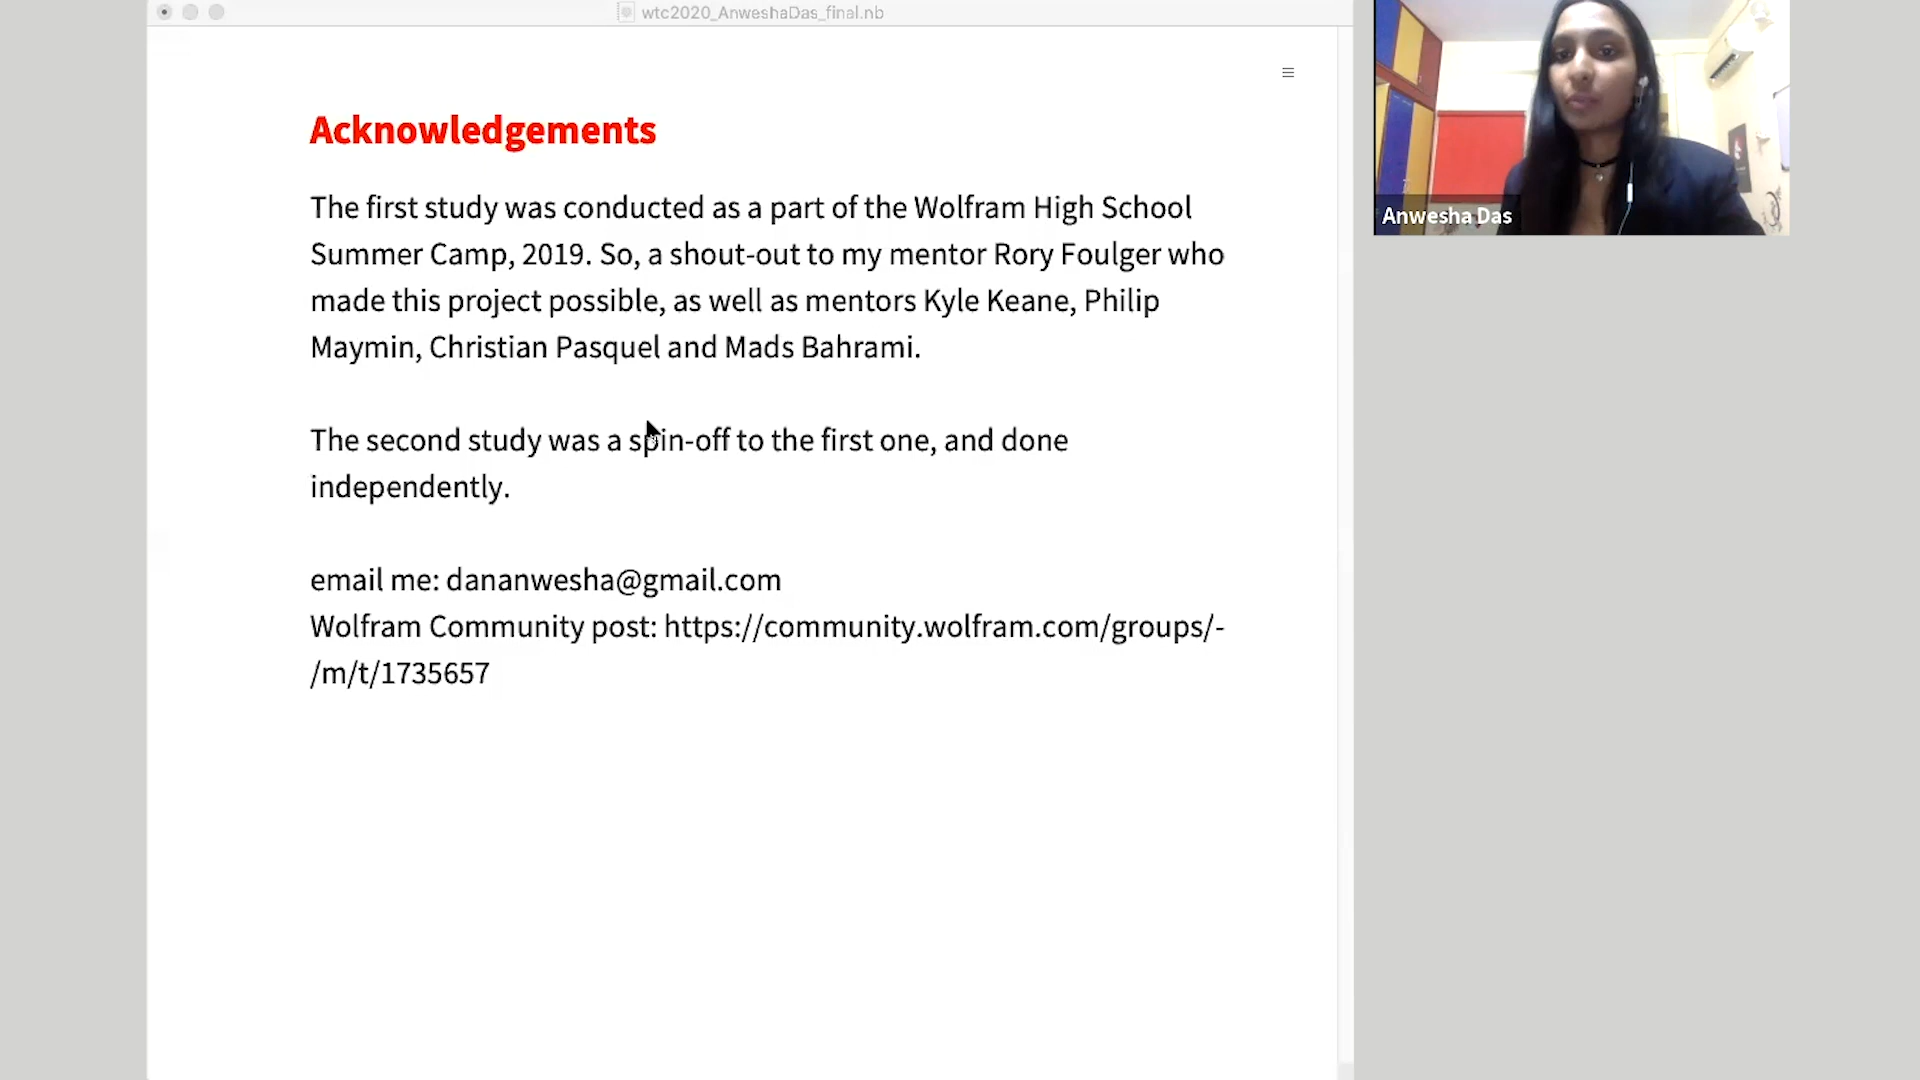 wtc2020_AnweshaDas_final.nb
Acknowledgements
The first study was conducted as a part of the Wolfram High School
Summer Camp, 2019. So, a shout-out to my mentor Rory Foulger who
made this project possible, as well as mentors Kyle Keane, Philip
Maymin, Christian Pasquel and Mads Bahrami.
The second study was a spin-off to the first one, and done
independently.
email me: dananwesha@gmail.com
Wolfram Community post: https://community.wolfram.com/groups/-
/m/t/1735657
Anwesha Das